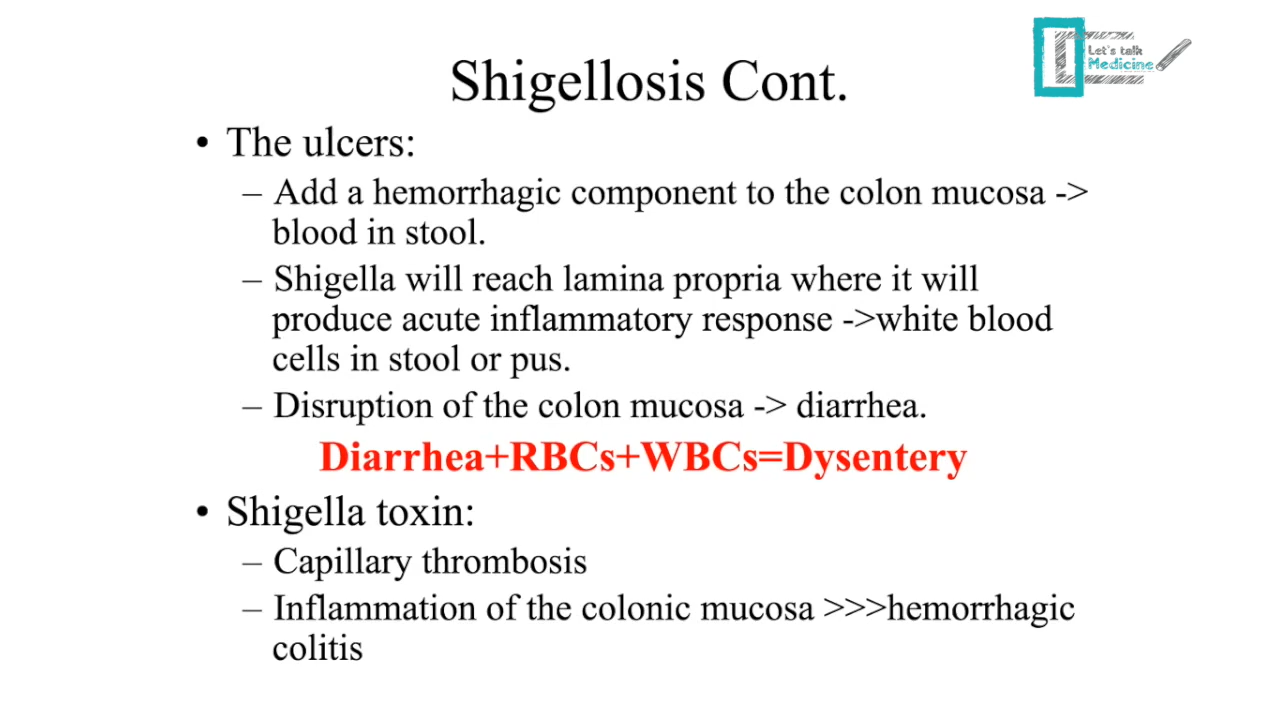 Let's talk
Medicine
Shigellosis Cont.
• The ulcers:
– Add a hemorrhagic component to the colon mucosa ->
blood in stool.
– Shigella will reach lamina propria where it will
produce acute inflammatory response ->white blood
cells in stool or pus.
– Disruption of the colon mucosa -> diarrhea.
Diarrhea+RBCs+WBCs=Dysentery
• Shigella toxin:
– Capillary thrombosis
– Inflammation of the colonic mucosa >>>hemorrhagic
colitis